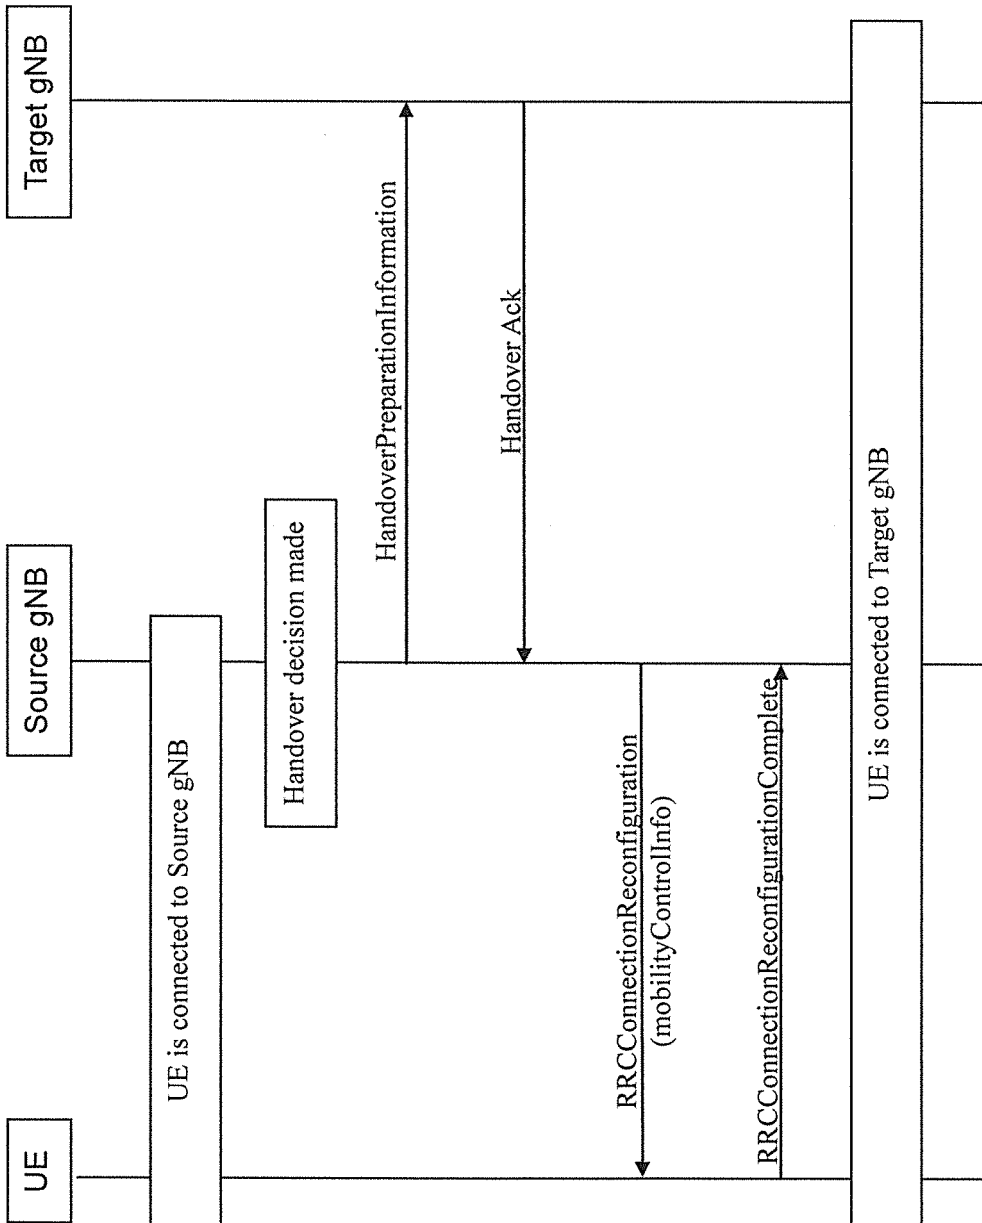 UE
Source gNB
Target gNB
UE is connected to Source gNB
Handover decision made
HandoverPreparationInformation
Handover Ack
RRCConnectionReconfiguration
(mobilityControlInfo)
RRCConnectionReconfigurationComplete
UE is connected to Target gNB